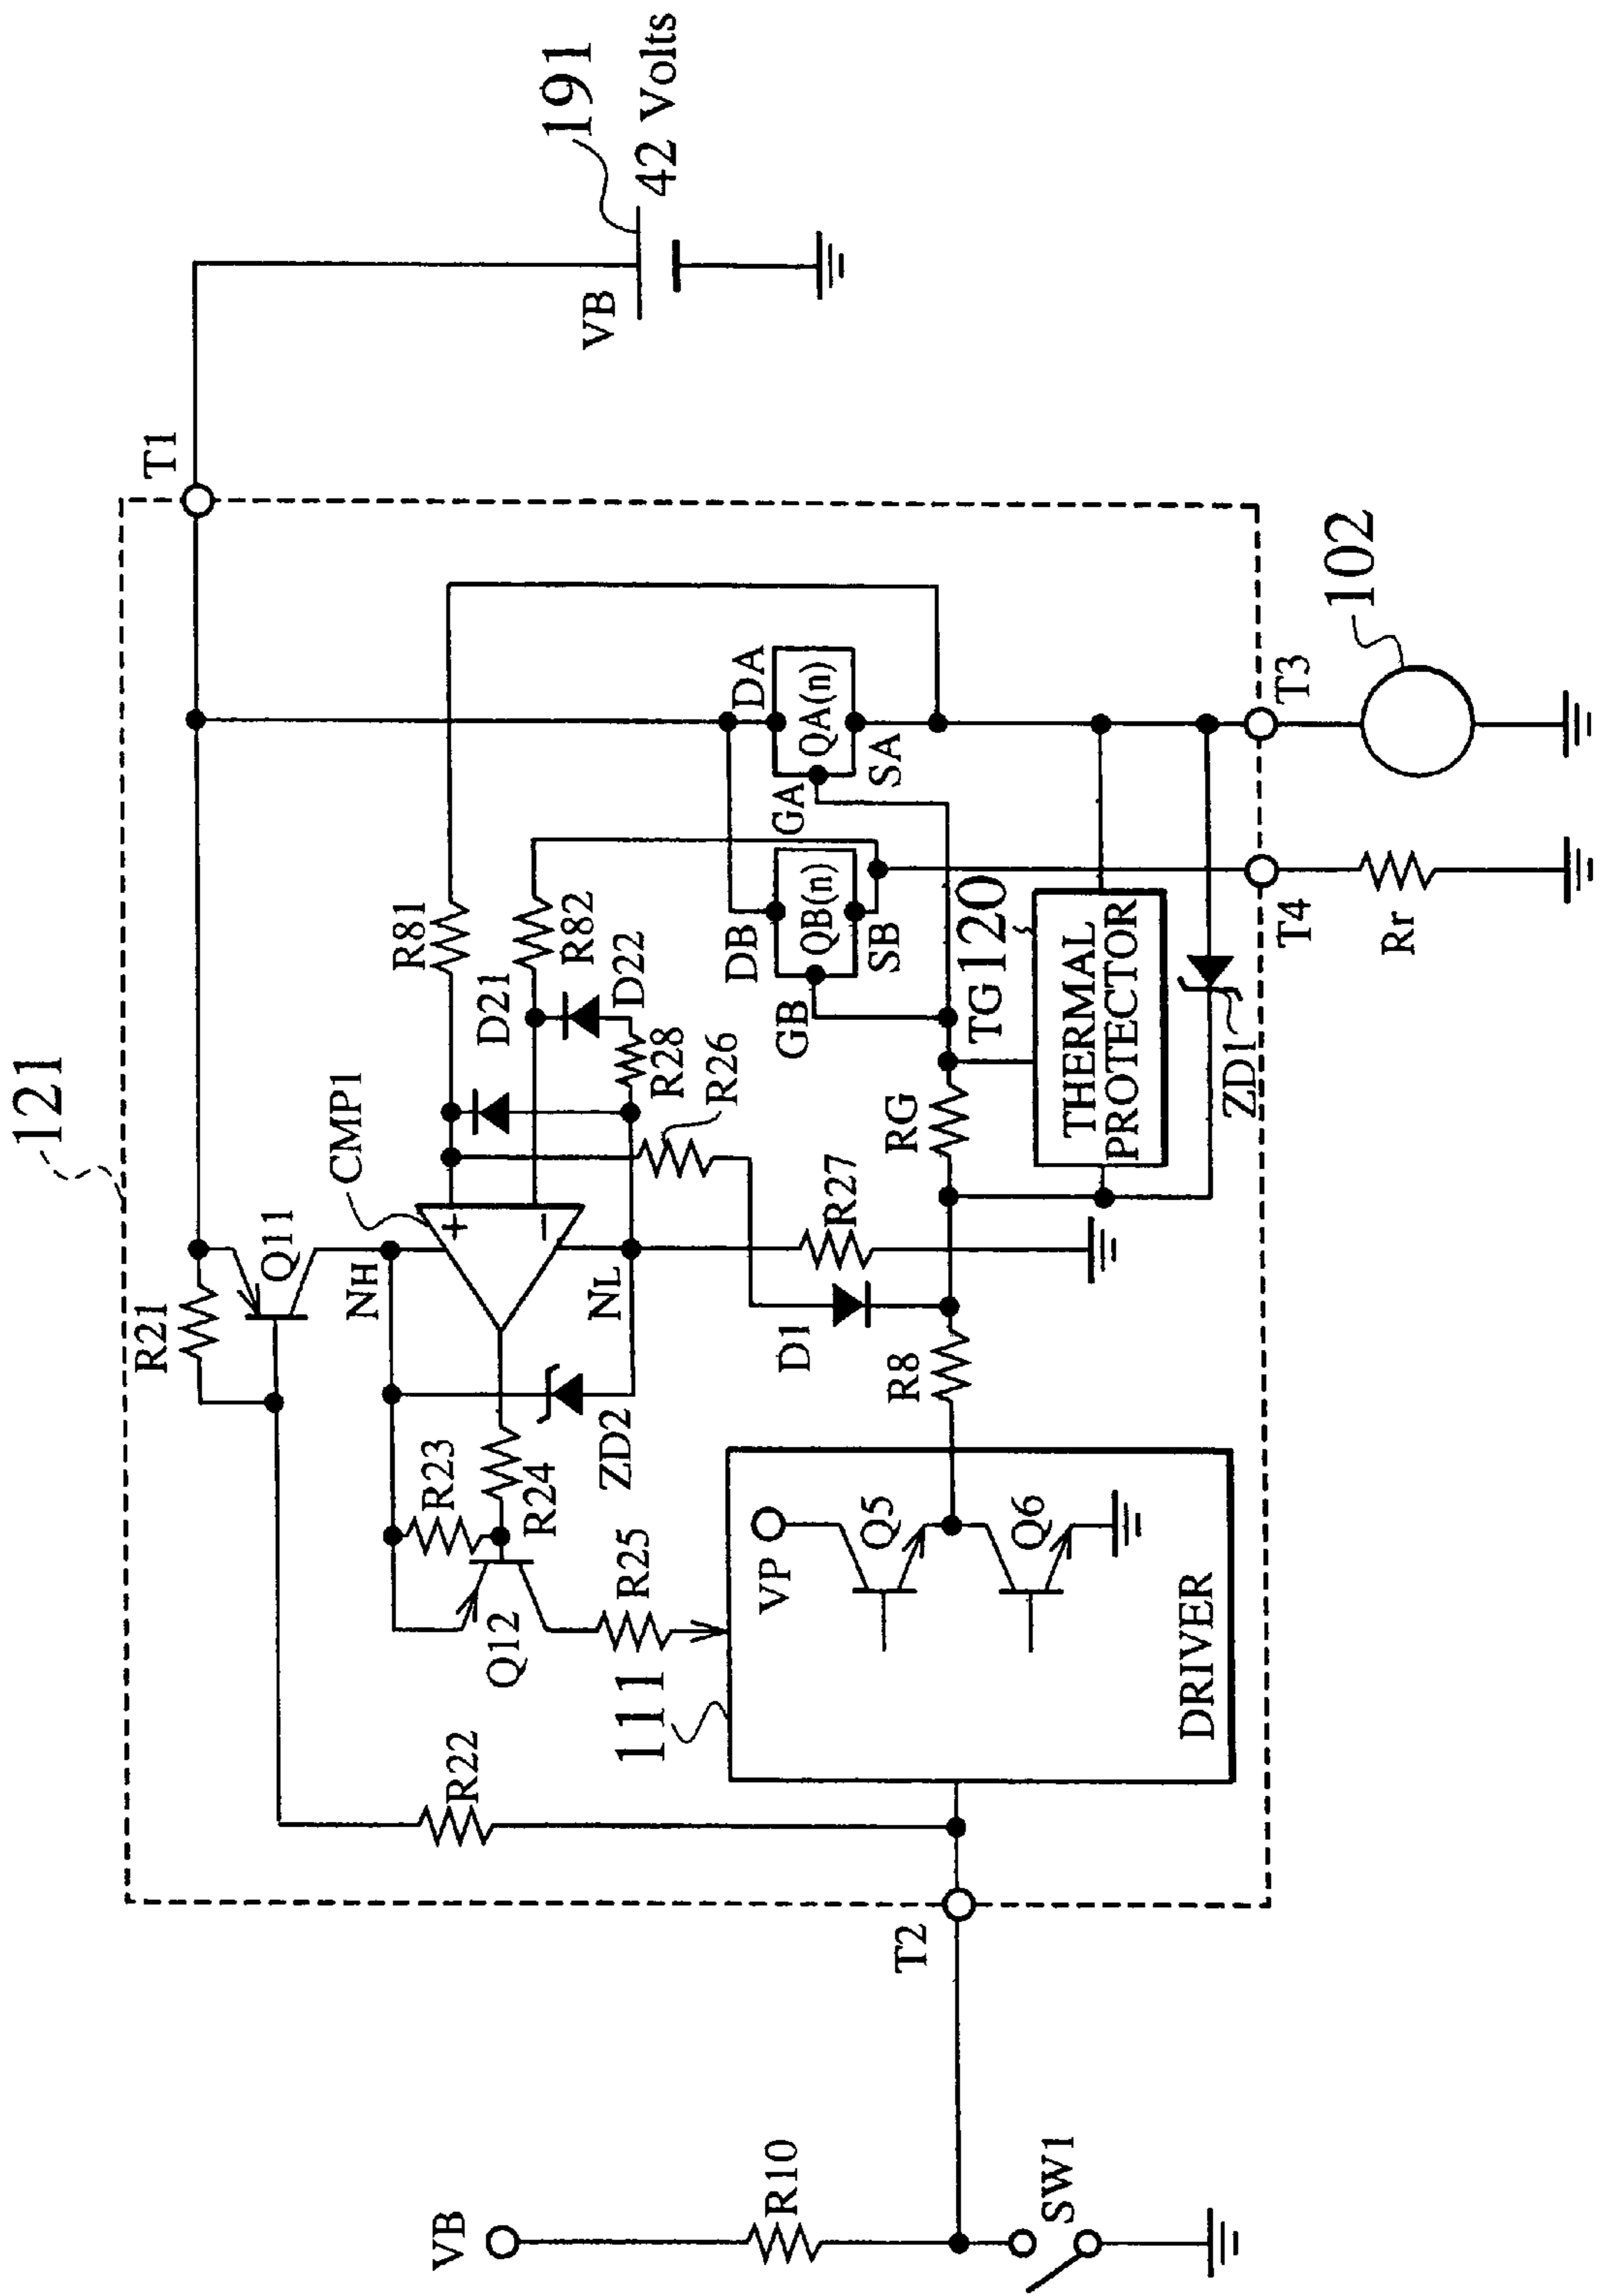 121
T1
191
VB
42 Volts
R21
Q11
CMP1
NH
+
−
NL
R81
D21
R82
D22
R28
R26
R23
R24
ZD2
Q12
R25
R22
R27
D1
R8
RG
DB
QB(n)
GB
SB
DA
QA(n)
GA
SA
TG
120
THERMAL
PROTECTOR
ZD1
111
VP
Q5
Q6
DRIVER
T2
T4
T3
102
Rr
VB
R10
SW1